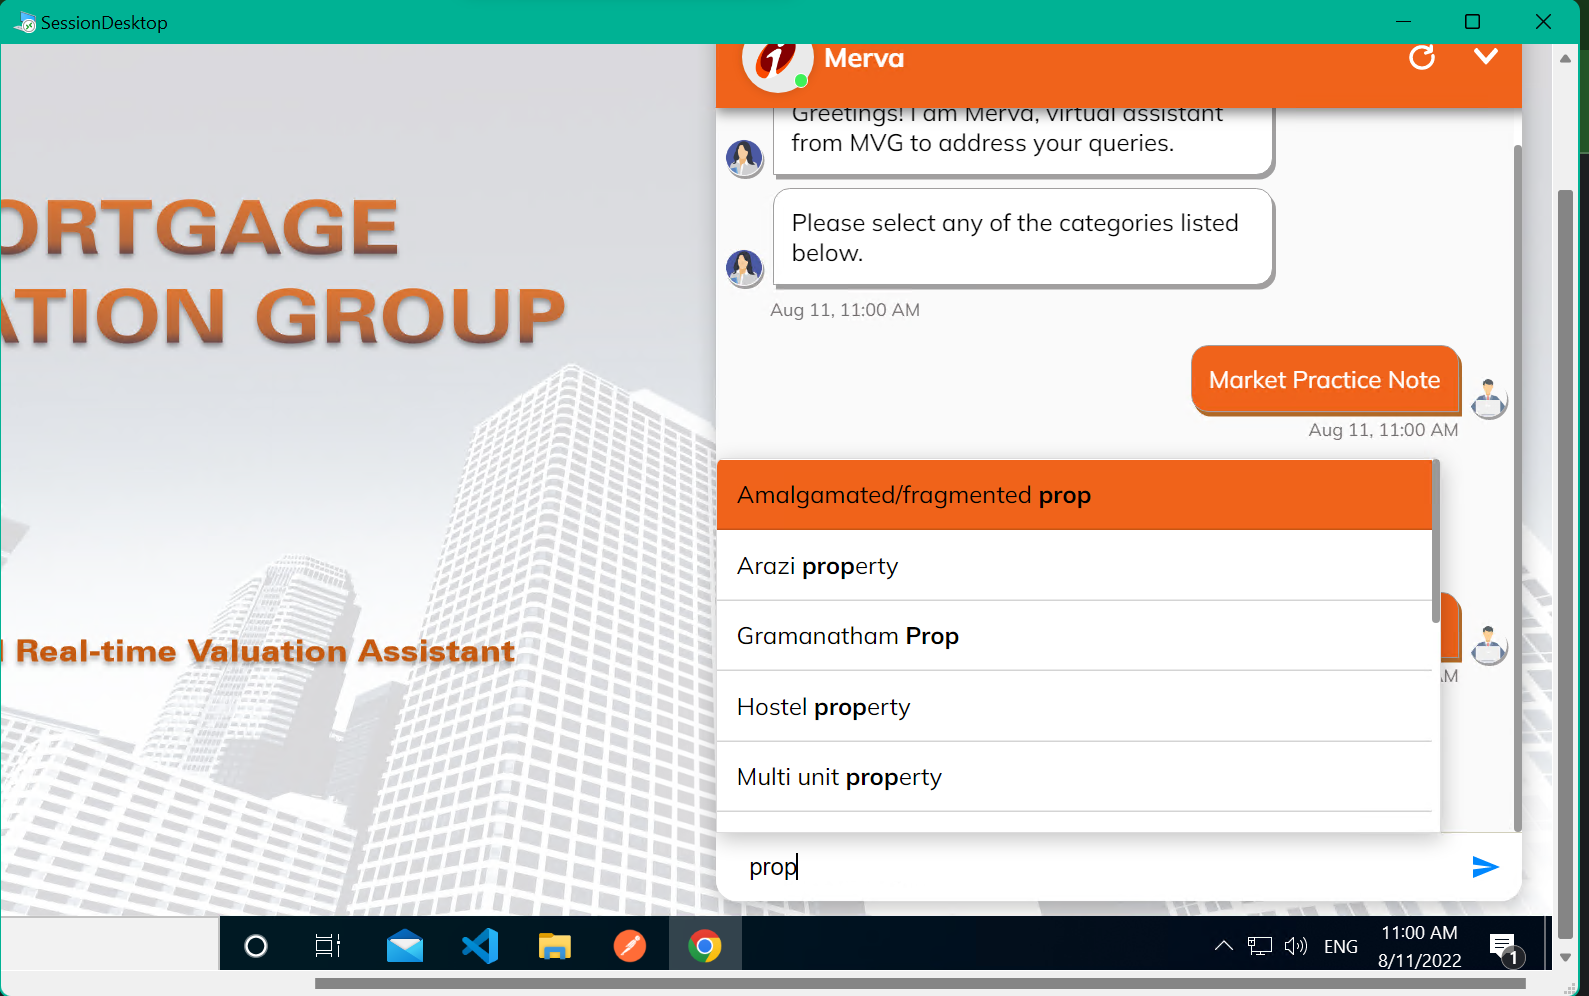 SessionDesktop
Merva
Greetings! I am Merva, virtual assistant
from MVG to address your queries.
Please select any of the categories listed
below.
Aug 11, 11:00 AM
Market Practice Note
Aug 11, 11:00 AM
ORTGAGE
ATION GROUP
Real-time Valuation Assistant
Amalgamated/fragmented prop
Arazi property
Gramanatham Prop
Hostel property
Multi unit property
AM
prop
ENG
11:00 AM
8/11/2022
1